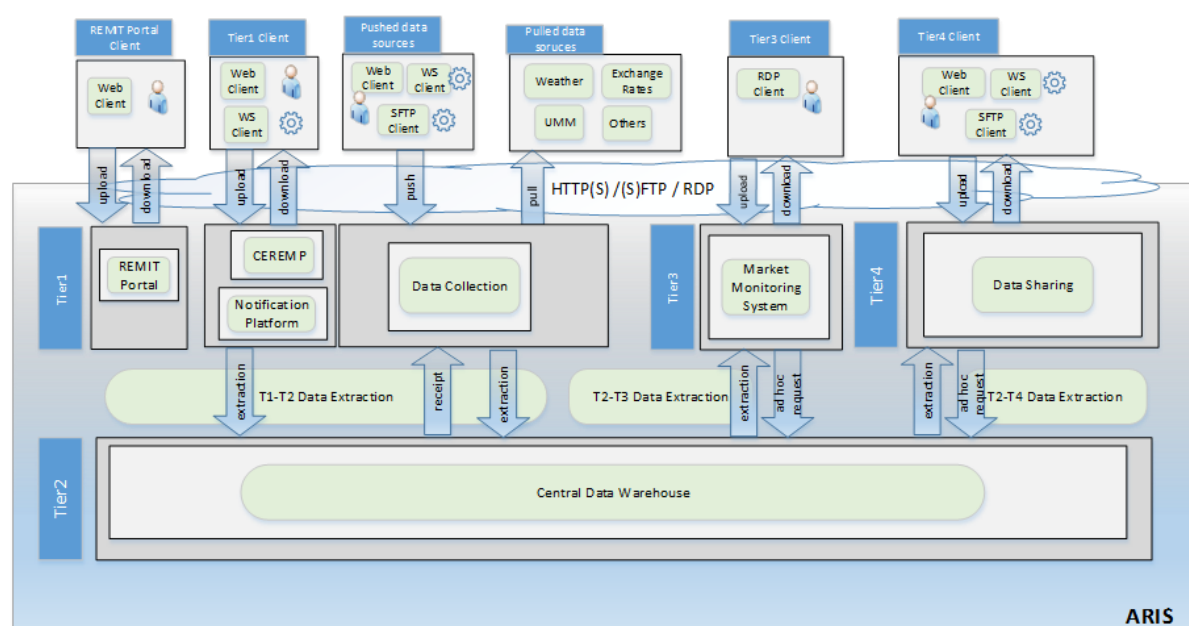 REMIT Portal
Client
Tier1 Client
Pushed data
sources
Pulled data
soruces
Tier3 Client
Tier4 Client
Web
Client
Web
Client
WS
Client
Web
Client
WS
Client
SFTP
Client
Weather
Exchange
Rates
UMM
Others
RDP
Client
Web
Client
WS
Client
SFTP
Client
upload
download
upload
download
push
pull
HTTP(S) /(S)FTP / RDP
upload
download
upload
download
Tier1
REMIT
Portal
CEREMP
Notification
Platform
Data Collection
Tier3
Market
Monitoring
System
Tier4
Data Sharing
T1-T2 Data Extraction
extraction
receipt
extraction
T2-T3 Data Extraction
extraction
ad hoc
request
extraction
ad hoc
request
T2-T4 Data Extraction
Tier2
Central Data Warehouse
ARIS